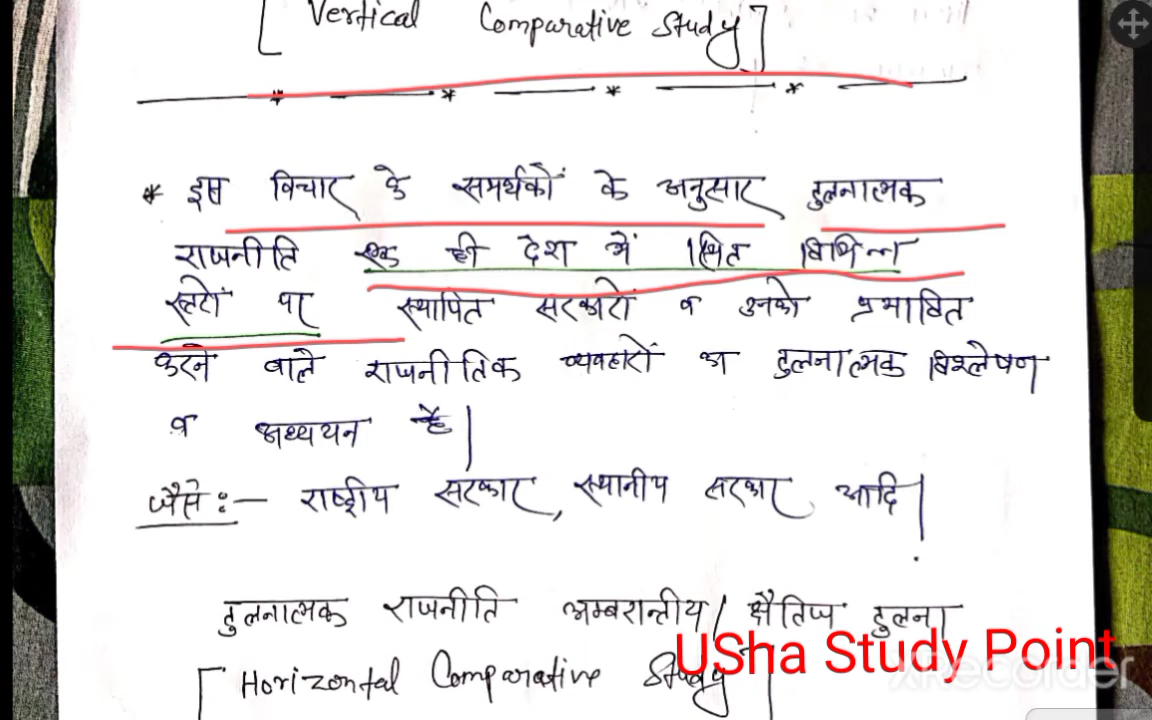 [ Vertical Comparative Study ]
* इस विचार के समर्थकों के अनुसार तुलनात्मक
राजनीति एक ही देश में स्थित विभिन्न
स्तरों पर स्थापित सरकारों व उनको प्रभावित
करने वाले राजनीतिक व्यवहारों का तुलनात्मक विश्लेषण
व अध्ययन है।
जैसे :— राष्ट्रीय सरकार, स्थानीय सरकार आदि।
तुलनात्मक राजनीति अम्बरान्तीय / क्षैतिज तुलना
USha Study Point
[ Horizontal Comparative Study ]
XRecorder